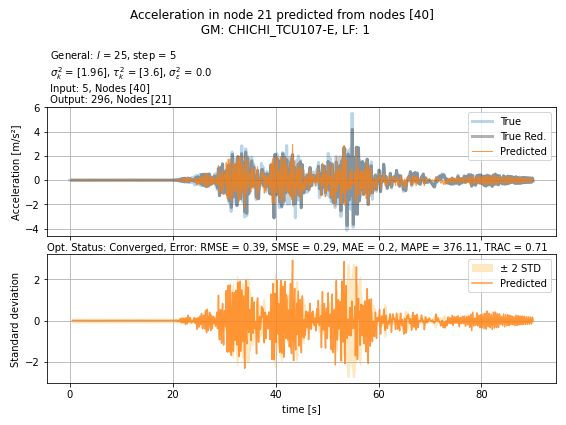 Acceleration in node 21 predicted from nodes [40]
GM: CHICHI_TCU107-E, LF: 1
General: l = 25, step = 5
σ²ₖ = [1.96], τ²ₖ = [3.6], σ²ε = 0.0
Input: 5, Nodes [40]
Output: 296, Nodes [21]
Acceleration [m/s²]
6
4
2
0
−2
−4
True
True Red.
Predicted
Opt. Status: Converged, Error: RMSE = 0.39, SMSE = 0.29, MAE = 0.2, MAPE = 376.11, TRAC = 0.71
Standard deviation
2
0
−2
± 2 STD
Predicted
0 20 40 60 80
time [s]